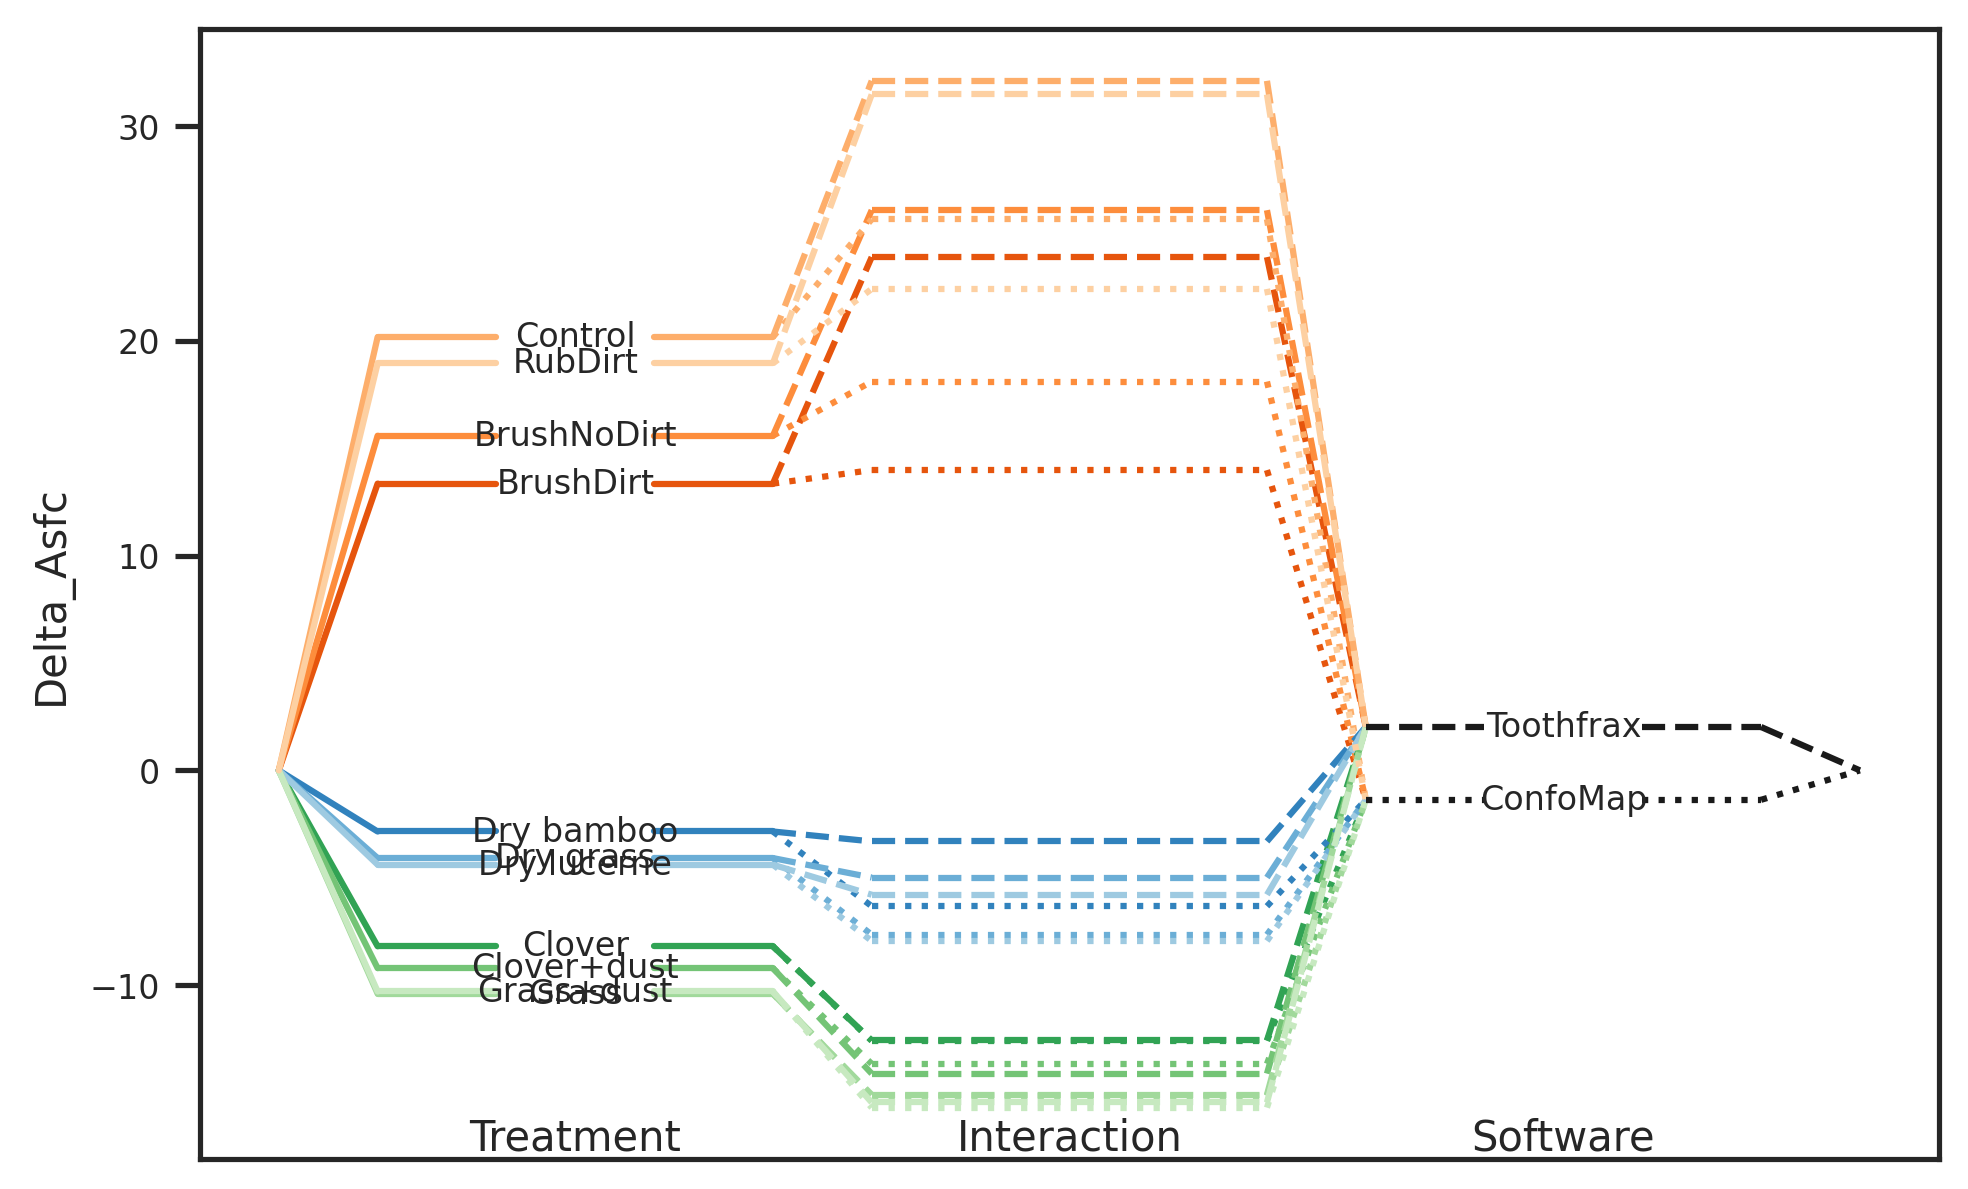 Delta_Asfc
30
20
10
0
−10
Control
RubDirt
BrushNoDirt
BrushDirt
Dry bamboo
Dry grass
Dry lucerne
Clover
Clover+dust
Grass+dust
Grass
Toothfrax
ConfoMap
Treatment
Interaction
Software